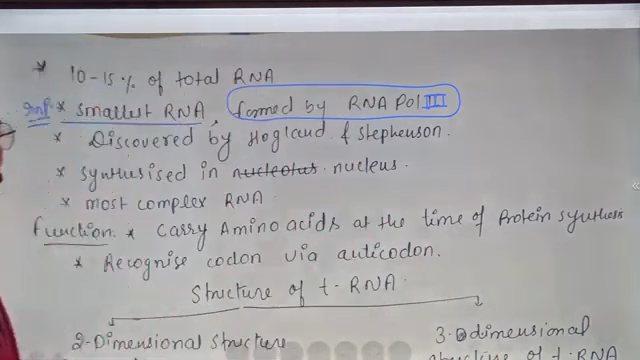 * 10-15% of total RNA
Imp * Smallest RNA, formed by RNA Pol III
* Discovered by Hogland & Stephenson.
* Synthesised in nucleolus nucleus.
* most complex RNA
Function * Carry Amino acids at the time of Protein synthesis
* Recognise codon via anticodon.
Structure of t-RNA
2-Dimensional Structure
3-dimensional
structure of t-RNA